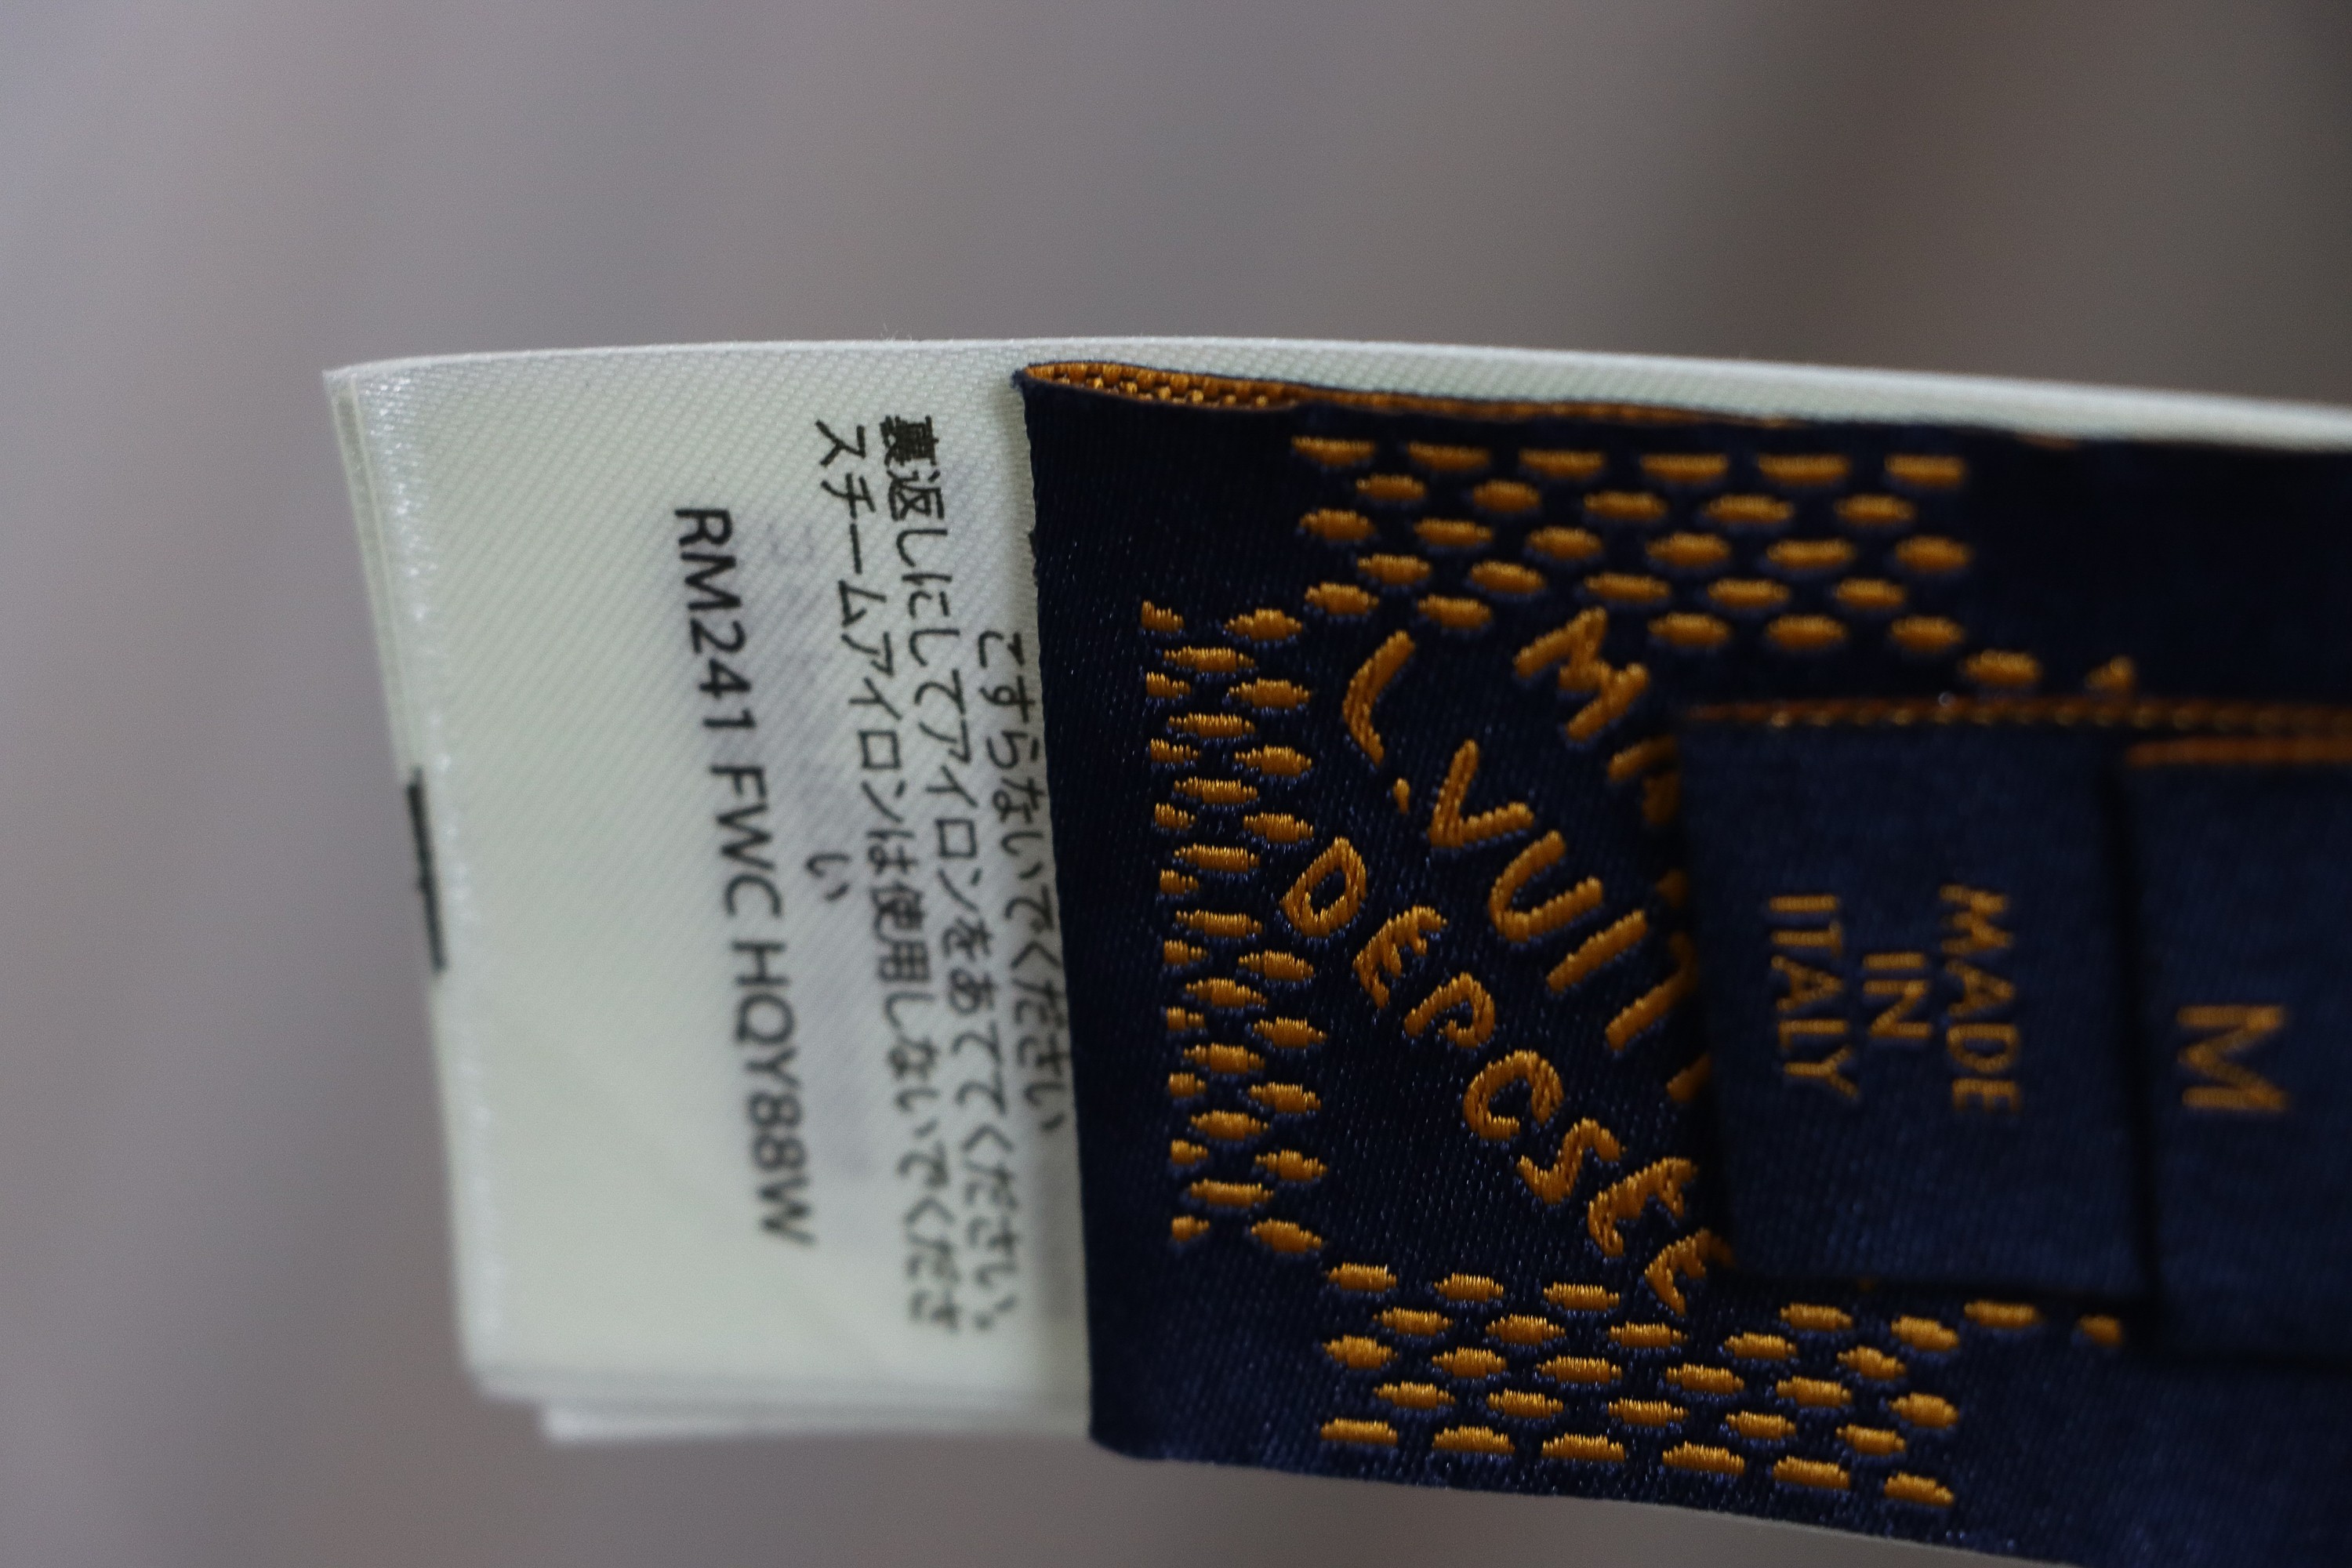 こすらないでください
裏返しにしてアイロンをあててください。
スチームアイロンは使用しないでくださ
い
RM241 FWC HQY88W
L.VUIT
DEPOSE
MADE
IN
ITALY
M